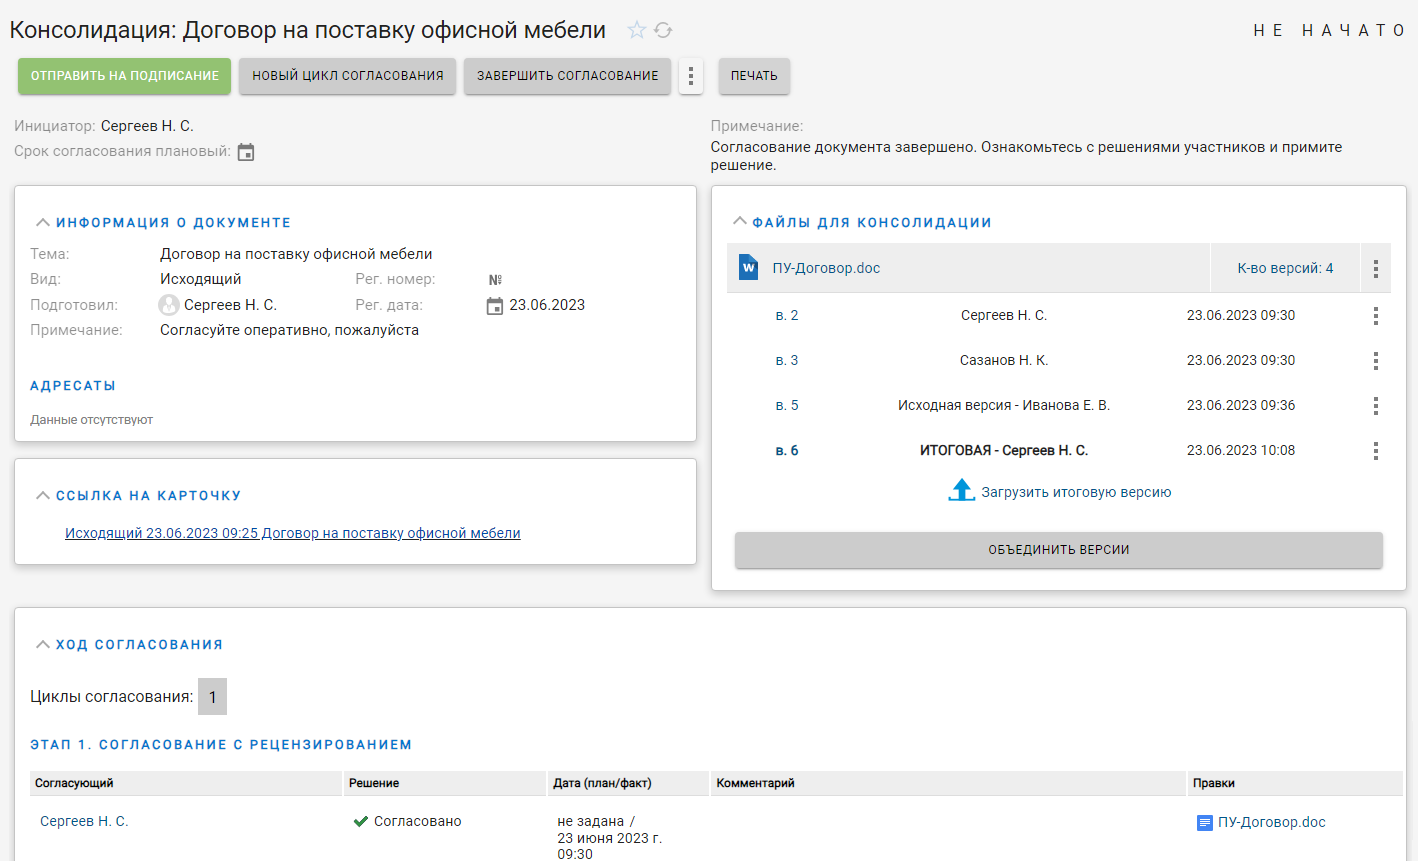 Консолидация: Договор на поставку офисной мебели
НЕ НАЧАТО
ОТПРАВИТЬ НА ПОДПИСАНИЕ
НОВЫЙ ЦИКЛ СОГЛАСОВАНИЯ
ЗАВЕРШИТЬ СОГЛАСОВАНИЕ
ПЕЧАТЬ
Инициатор: Сергеев Н. С.
Срок согласования плановый:
Примечание:
Согласование документа завершено. Ознакомьтесь с решениями участников и примите
решение.
ИНФОРМАЦИЯ О ДОКУМЕНТЕ
Тема: Договор на поставку офисной мебели
Вид: Исходящий Рег. номер: №
Подготовил: Сергеев Н. С. Рег. дата: 23.06.2023
Примечание: Согласуйте оперативно, пожалуйста
АДРЕСАТЫ
Данные отсутствуют
ССЫЛКА НА КАРТОЧКУ
Исходящий 23.06.2023 09:25 Договор на поставку офисной мебели
ФАЙЛЫ ДЛЯ КОНСОЛИДАЦИИ
W ПУ-Договор.doc К-во версий: 4
в. 2 Сергеев Н. С. 23.06.2023 09:30
в. 3 Сазанов Н. К. 23.06.2023 09:30
в. 5 Исходная версия - Иванова Е. В. 23.06.2023 09:36
в. 6 ИТОГОВАЯ - Сергеев Н. С. 23.06.2023 10:08
Загрузить итоговую версию
ОБЪЕДИНИТЬ ВЕРСИИ
ХОД СОГЛАСОВАНИЯ
Циклы согласования: 1
ЭТАП 1. СОГЛАСОВАНИЕ С РЕЦЕНЗИРОВАНИЕМ
Согласующий Решение Дата (план/факт) Комментарий Правки
Сергеев Н. С. Согласовано не задана / ПУ-Договор.doc
23 июня 2023 г.
09:30